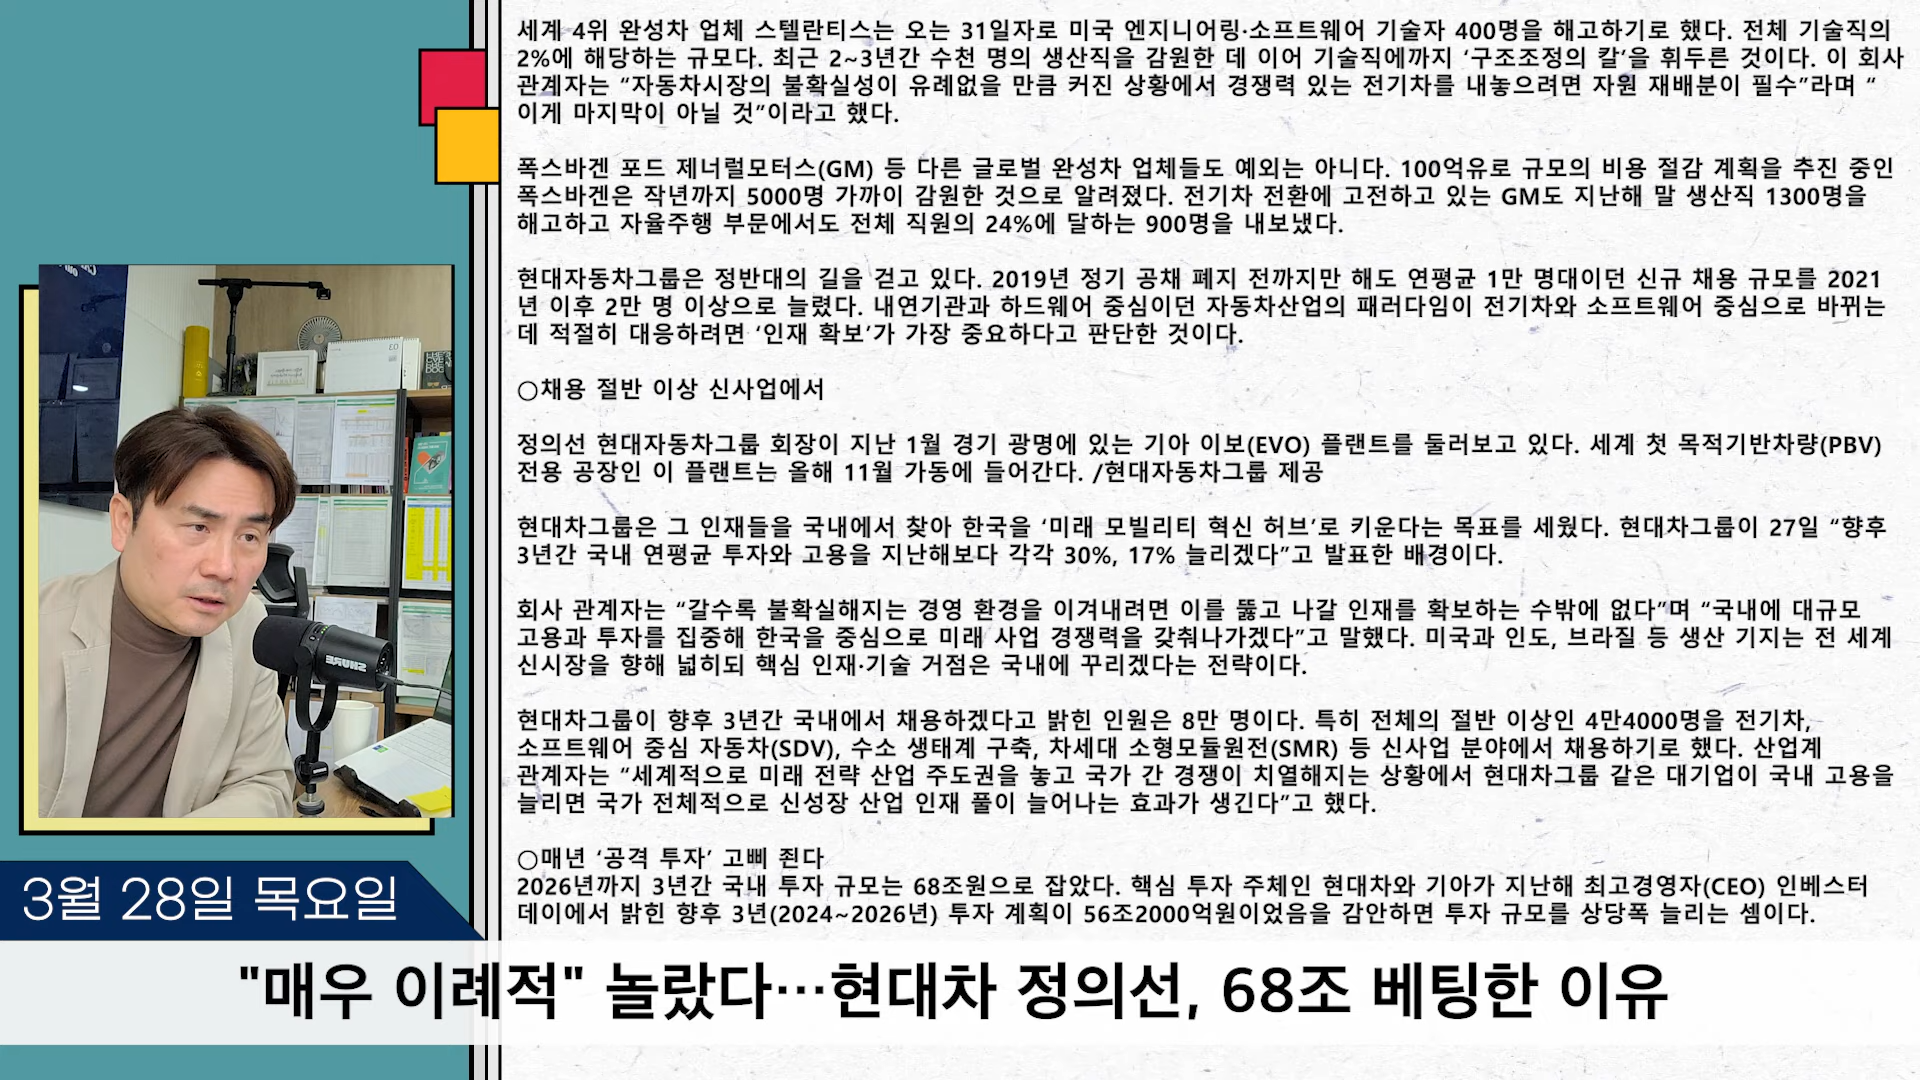 세계 4위 완성차 업체 스텔란티스는 오는 31일자로 미국 엔지니어링·소프트웨어 기술자 400명을 해고하기로 했다. 전체 기술직의
2%에 해당하는 규모다. 최근 2~3년간 수천 명의 생산직을 감원한 데 이어 기술직에까지 ‘구조조정의 칼’을 휘두른 것이다. 이 회사
관계자는 “자동차시장의 불확실성이 유례없을 만큼 커진 상황에서 경쟁력 있는 전기차를 내놓으려면 자원 재배분이 필수”라며 “
이게 마지막이 아닐 것”이라고 했다.
폭스바겐 포드 제너럴모터스(GM) 등 다른 글로벌 완성차 업체들도 예외는 아니다. 100억유로 규모의 비용 절감 계획을 추진 중인
폭스바겐은 작년까지 5000명 가까이 감원한 것으로 알려졌다. 전기차 전환에 고전하고 있는 GM도 지난해 말 생산직 1300명을
해고하고 자율주행 부문에서도 전체 직원의 24%에 달하는 900명을 내보냈다.
현대자동차그룹은 정반대의 길을 걷고 있다. 2019년 정기 공채 폐지 전까지만 해도 연평균 1만 명대이던 신규 채용 규모를 2021
년 이후 2만 명 이상으로 늘렸다. 내연기관과 하드웨어 중심이던 자동차산업의 패러다임이 전기차와 소프트웨어 중심으로 바뀌는
데 적절히 대응하려면 ‘인재 확보’가 가장 중요하다고 판단한 것이다.
○채용 절반 이상 신사업에서
정의선 현대자동차그룹 회장이 지난 1월 경기 광명에 있는 기아 이보(EVO) 플랜트를 둘러보고 있다. 세계 첫 목적기반차량(PBV)
전용 공장인 이 플랜트는 올해 11월 가동에 들어간다. /현대자동차그룹 제공
현대차그룹은 그 인재들을 국내에서 찾아 한국을 ‘미래 모빌리티 혁신 허브’로 키운다는 목표를 세웠다. 현대차그룹이 27일 “향후
3년간 국내 연평균 투자와 고용을 지난해보다 각각 30%, 17% 늘리겠다”고 발표한 배경이다.
회사 관계자는 “갈수록 불확실해지는 경영 환경을 이겨내려면 이를 뚫고 나갈 인재를 확보하는 수밖에 없다”며 “국내에 대규모
고용과 투자를 집중해 한국을 중심으로 미래 사업 경쟁력을 갖춰나가겠다”고 말했다. 미국과 인도, 브라질 등 생산 기지는 전 세계
신시장을 향해 넓히되 핵심 인재·기술 거점은 국내에 꾸리겠다는 전략이다.
현대차그룹이 향후 3년간 국내에서 채용하겠다고 밝힌 인원은 8만 명이다. 특히 전체의 절반 이상인 4만4000명을 전기차,
소프트웨어 중심 자동차(SDV), 수소 생태계 구축, 차세대 소형모듈원전(SMR) 등 신사업 분야에서 채용하기로 했다. 산업계
관계자는 “세계적으로 미래 전략 산업 주도권을 놓고 국가 간 경쟁이 치열해지는 상황에서 현대차그룹 같은 대기업이 국내 고용을
늘리면 국가 전체적으로 신성장 산업 인재 풀이 늘어나는 효과가 생긴다”고 했다.
○매년 ‘공격 투자’ 고삐 죈다
2026년까지 3년간 국내 투자 규모는 68조원으로 잡았다. 핵심 투자 주체인 현대차와 기아가 지난해 최고경영자(CEO) 인베스터
데이에서 밝힌 향후 3년(2024~2026년) 투자 계획이 56조2000억원이었음을 감안하면 투자 규모를 상당폭 늘리는 셈이다.
SHURE
3월 28일 목요일
"매우 이례적" 놀랐다…현대차 정의선, 68조 베팅한 이유